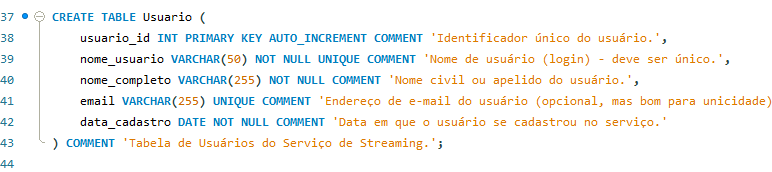 37 CREATE TABLE Usuario (
38 usuario_id INT PRIMARY KEY AUTO_INCREMENT COMMENT 'Identificador único do usuário.',
39 nome_usuario VARCHAR(50) NOT NULL UNIQUE COMMENT 'Nome de usuário (login) - deve ser único.',
40 nome_completo VARCHAR(255) NOT NULL COMMENT 'Nome civil ou apelido do usuário.',
41 email VARCHAR(255) UNIQUE COMMENT 'Endereço de e-mail do usuário (opcional, mas bom para unicidade)
42 data_cadastro DATE NOT NULL COMMENT 'Data em que o usuário se cadastrou no serviço.'
43 ) COMMENT 'Tabela de Usuários do Serviço de Streaming.';
44